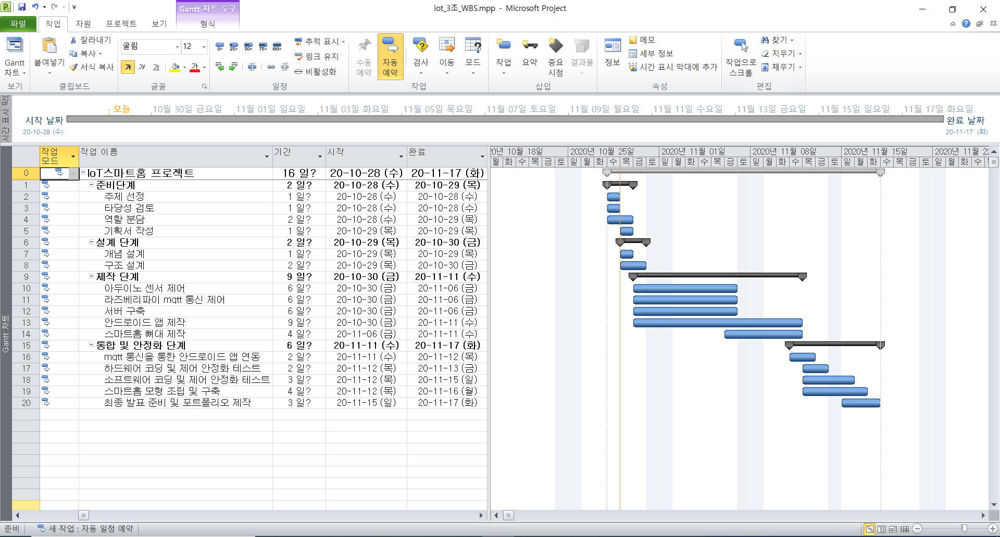 Gantt 차트 도구
iot_3조_WBS.mpp - Microsoft Project
파일 작업 자원 프로젝트 보기 형식
Gantt 차트
보기
붙여넣기
잘라내기
복사
서식 복사
클립보드
굴림 12
가 가 가 가
글꼴
0% 25% 50% 75% 100%
추적 표시
링크 유지
비활성화
일정
수동 예약
자동 예약
검사
이동
모드
작업
작업
요약
중요 시점
결과물
삽입
정보
메모
세부 정보
시간 표시 막대에 추가
속성
작업으로 스크롤
찾기
지우기
채우기
편집
오늘 10월 30일 금요일 11월 01일 일요일 11월 03일 화요일 11월 05일 목요일 11월 07일 토요일 11월 09일 월요일 11월 11일 수요일 11월 13일 금요일 11월 15일 일요일 11월 17일 화요일
시작 날짜
20-10-28 (수)
완료 날짜
20-11-17 (화)
작업 모드 작업 이름 기간 시작 완료
0 IoT스마트홈 프로젝트 16 일? 20-10-28 (수) 20-11-17 (화)
1 준비단계 2 일? 20-10-28 (수) 20-10-29 (목)
2 주제 선정 1 일? 20-10-28 (수) 20-10-28 (수)
3 타당성 검토 1 일? 20-10-28 (수) 20-10-28 (수)
4 역할 분담 2 일? 20-10-28 (수) 20-10-29 (목)
5 기획서 작성 1 일? 20-10-29 (목) 20-10-29 (목)
6 설계 단계 2 일? 20-10-29 (목) 20-10-30 (금)
7 개념 설계 1 일? 20-10-29 (목) 20-10-29 (목)
8 구조 설계 2 일? 20-10-29 (목) 20-10-30 (금)
9 제작 단계 9 일? 20-10-30 (금) 20-11-11 (수)
10 아두이노 센서 제어 6 일? 20-10-30 (금) 20-11-06 (금)
11 라즈베리파이 mqtt 통신 제어 6 일? 20-10-30 (금) 20-11-06 (금)
12 서버 구축 6 일? 20-10-30 (금) 20-11-06 (금)
13 안드로이드 앱 제작 9 일? 20-10-30 (금) 20-11-11 (수)
14 스마트홈 뼈대 제작 4 일? 20-11-06 (금) 20-11-11 (수)
15 통합 및 안정화 단계 6 일? 20-11-11 (수) 20-11-17 (화)
16 mqtt 통신을 통한 안드로이드 앱 연동 2 일? 20-11-11 (수) 20-11-12 (목)
17 하드웨어 코딩 및 제어 안정화 테스트 2 일? 20-11-12 (목) 20-11-13 (금)
18 소프트웨어 코딩 및 제어 안정화 테스트 3 일? 20-11-12 (목) 20-11-15 (일)
19 스마트홈 모형 조립 및 구축 4 일? 20-11-12 (목) 20-11-16 (월)
20 최종 발표 준비 및 포트폴리오 제작 3 일? 20-11-15 (일) 20-11-17 (화)
Gantt 차트
10월 18일 2020년 10월 25일 2020년 11월 01일 2020년 11월 08일 2020년 11월 15일 2020년 11월
월 화 수 목 금 토 일 월 화 수 목 금 토 일 월 화 수 목 금 토 일 월 화 수 목 금 토 일 월 화 수 목 금 토 일 월 화 수
준비 새 작업 : 자동 일정 예약